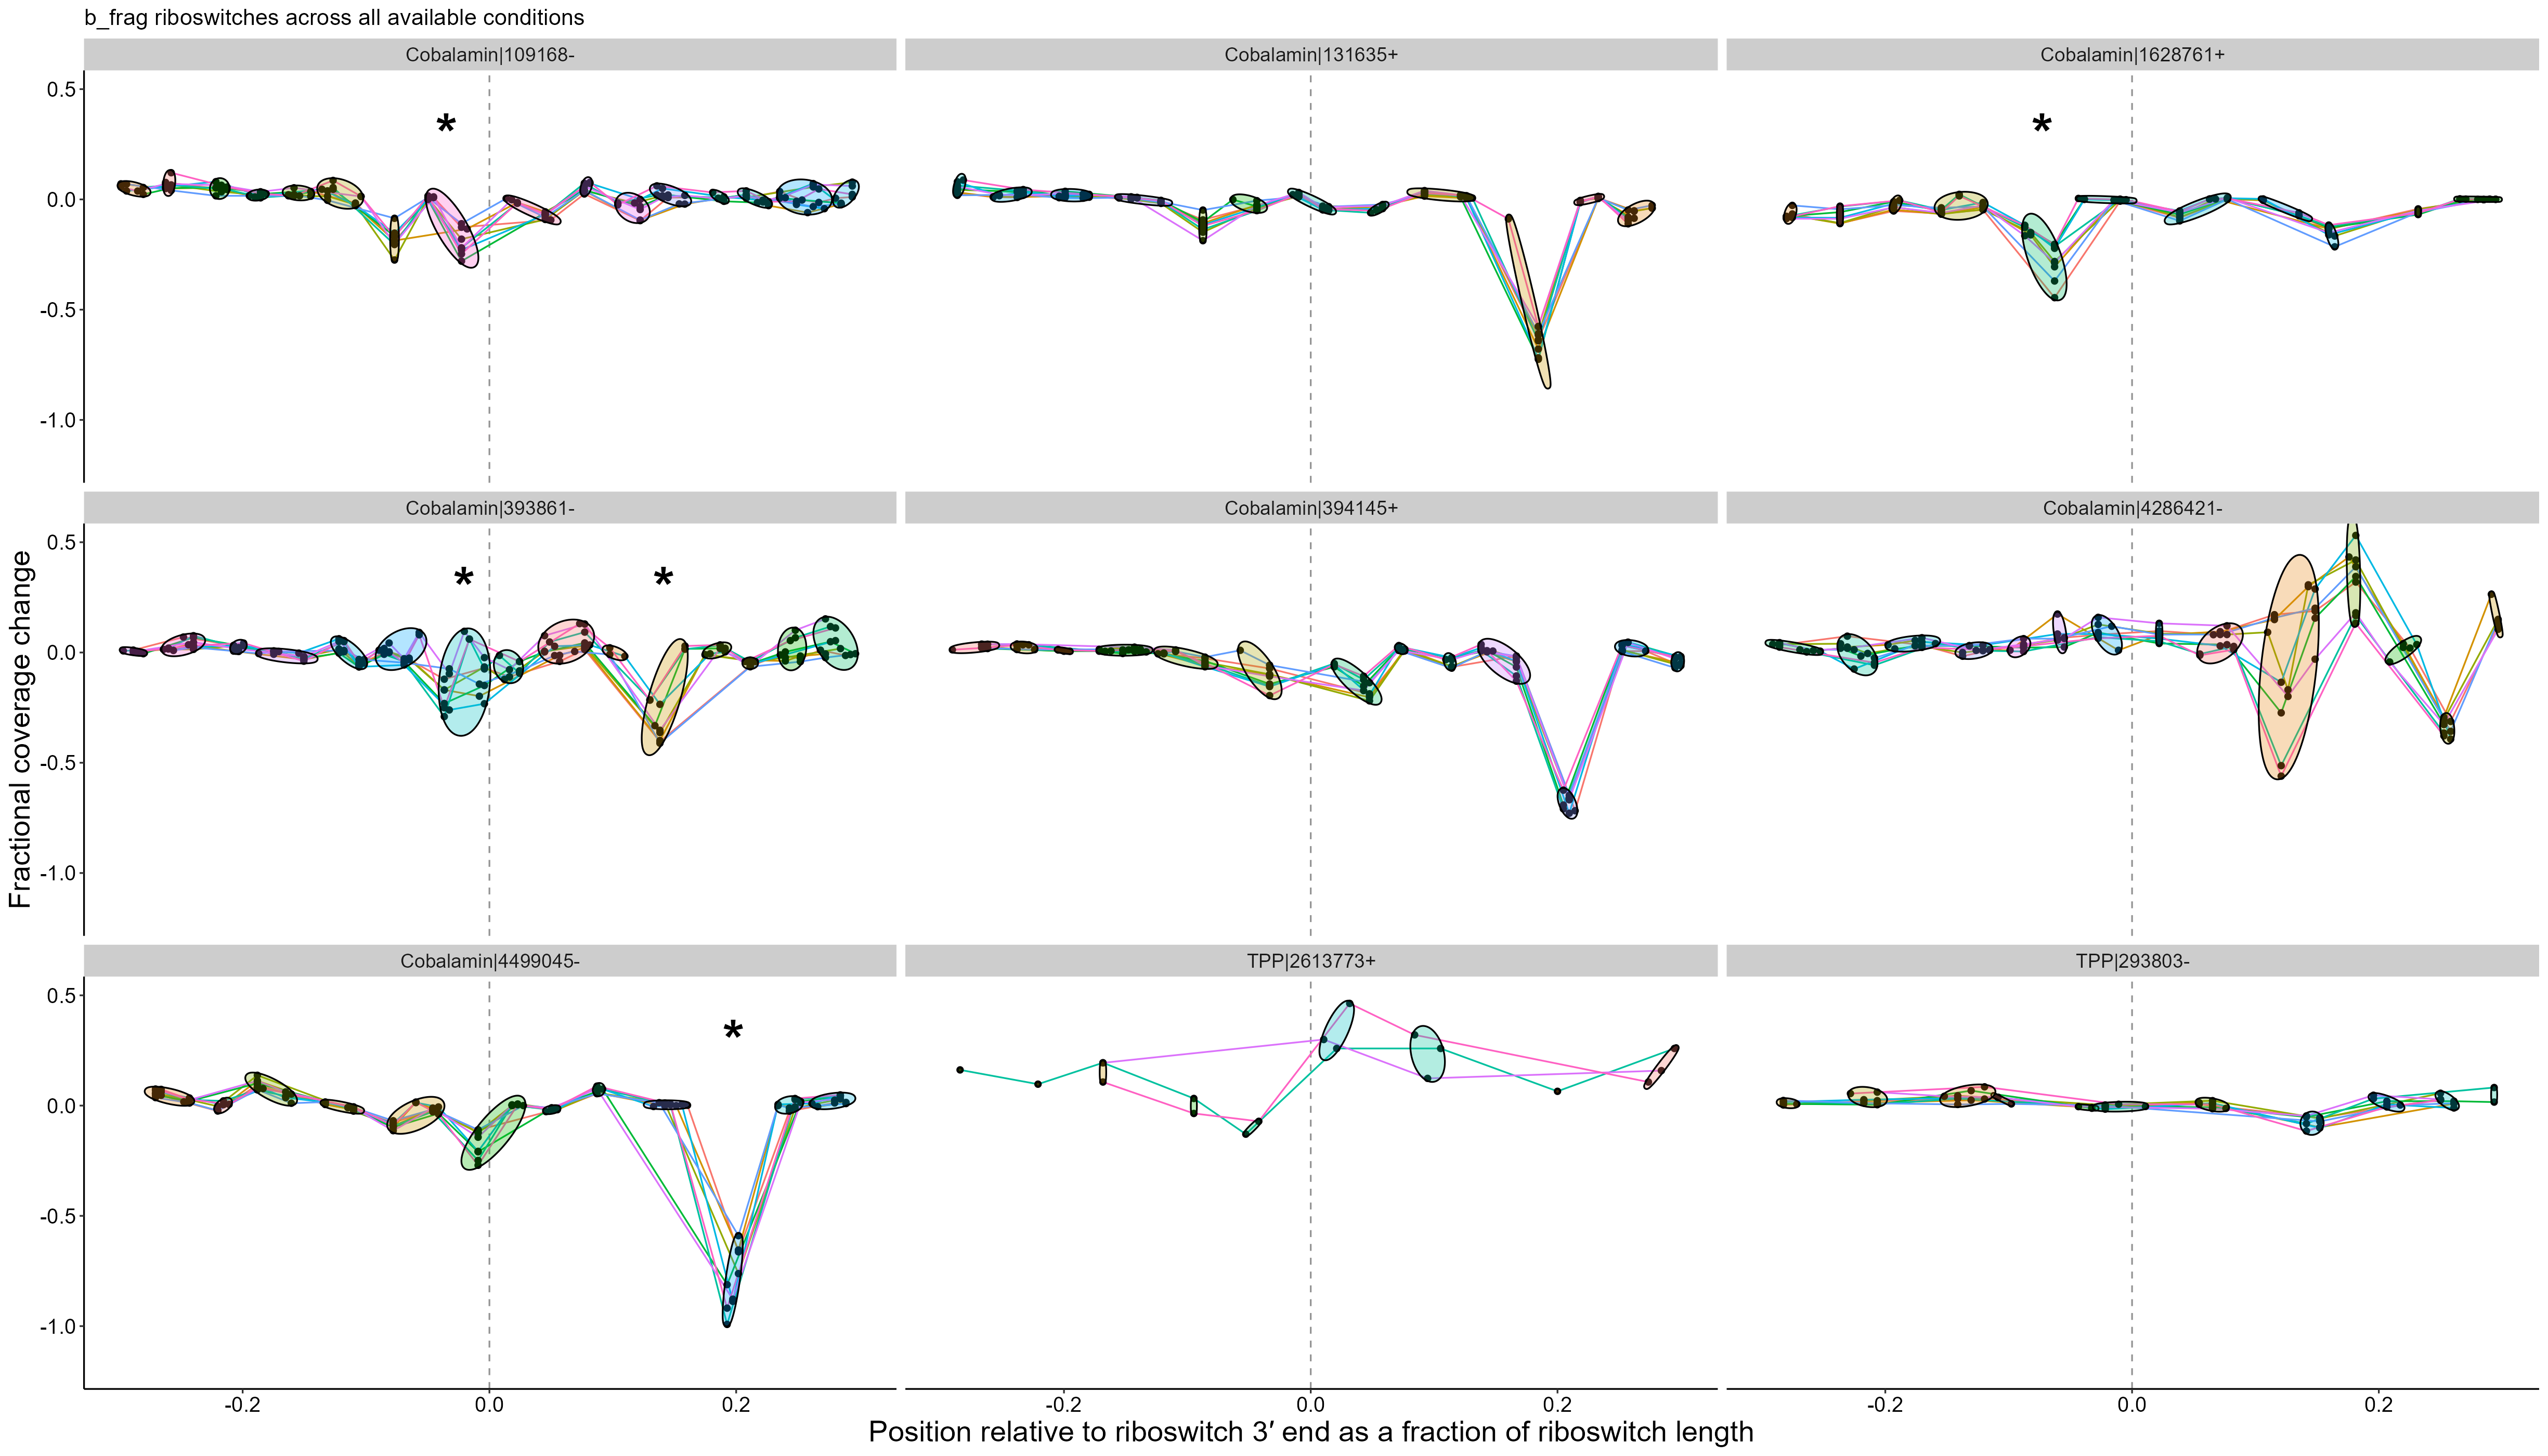 b_frag riboswitches across all available conditions
Cobalamin|109168-
Cobalamin|131635+
Cobalamin|1628761+
0.5
0.0
-0.5
-1.0
*
*
Cobalamin|393861-
Cobalamin|394145+
Cobalamin|4286421-
0.5
0.0
-0.5
-1.0
* *
Fractional coverage change
Cobalamin|4499045-
TPP|2613773+
TPP|293803-
0.5
0.0
-0.5
-1.0
*
-0.2 0.0 0.2
-0.2 0.0 0.2
-0.2 0.0 0.2
Position relative to riboswitch 3′ end as a fraction of riboswitch length